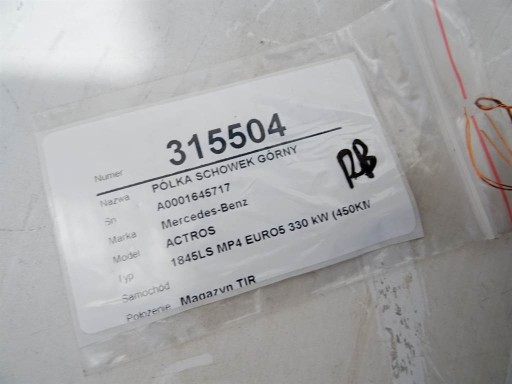 Numer 315504
Nazwa PÓŁKA SCHOWEK GÓRNY
Sn A0001645717
Marka Mercedes-Benz
Model ACTROS
Typ 1845LS MP4 EURO5 330 kW (450KM
Samochód
Położenie Magazyn TIR